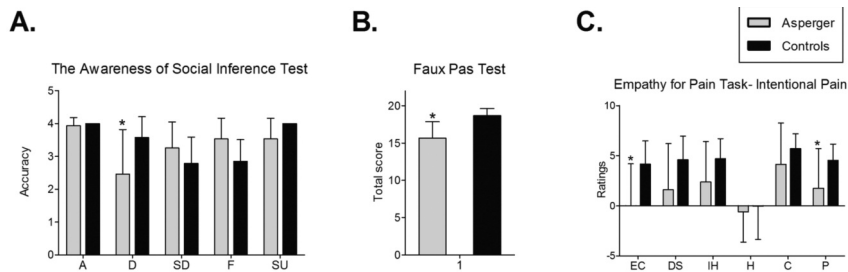 A.
B.
C.
Asperger
Controls
The Awareness of Social Inference Test
Accuracy
5
4
3
2
1
0
*
A D SD F SU
Faux Pas Test
Total score
20
15
10
5
0
*
1
Empathy for Pain Task- Intentional Pain
Ratings
10
5
0
-5
* *
EC DS IH H C P